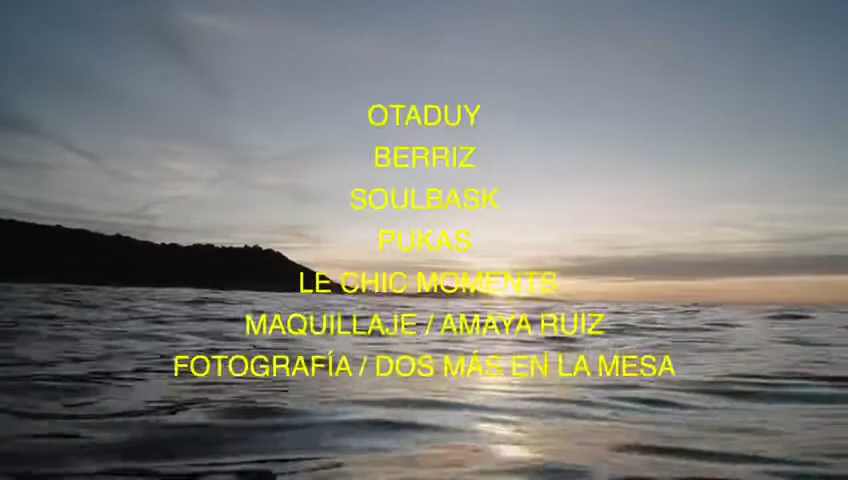 OTADUY
BERRIZ
SOULBASK
PUKAS
LE CHIC MOMENTS
MAQUILLAJE / AMAYA RUIZ
FOTOGRAFÍA / DOS MÁS EN LA MESA